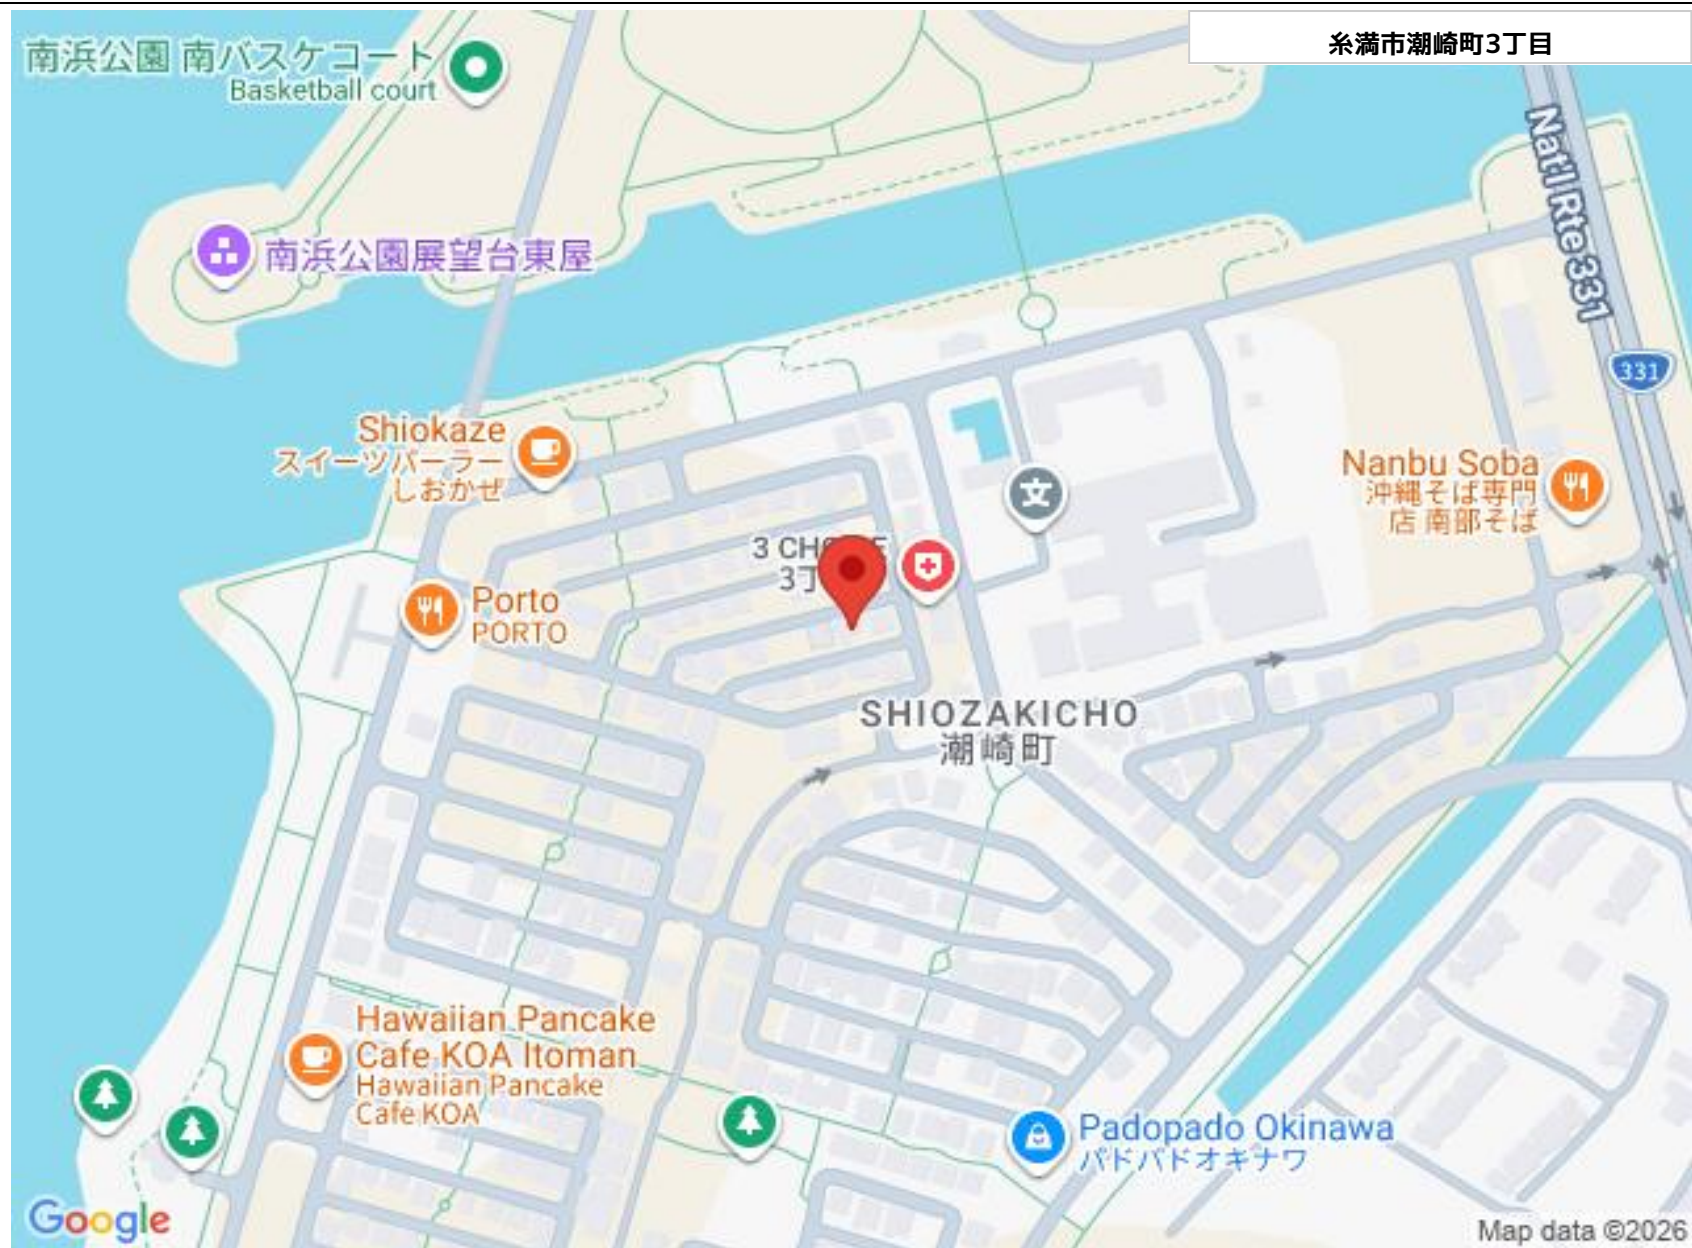 糸満市潮崎町3丁目
南浜公園 南バスケコート
Basketball court
Nat'l Rte 331
南浜公園展望台東屋
331
Shiokaze
スイーツパーラー
しおかぜ
Nanbu Soba
沖縄そば専門
店 南部そば
文
Porto
PORTO
SHIOZAKICHO
潮崎町
Hawaiian Pancake
Cafe KOA Itoman
Hawaiian Pancake
Cafe KOA
Padopado Okinawa
パドパドオキナワ
Google
Map data ©2026